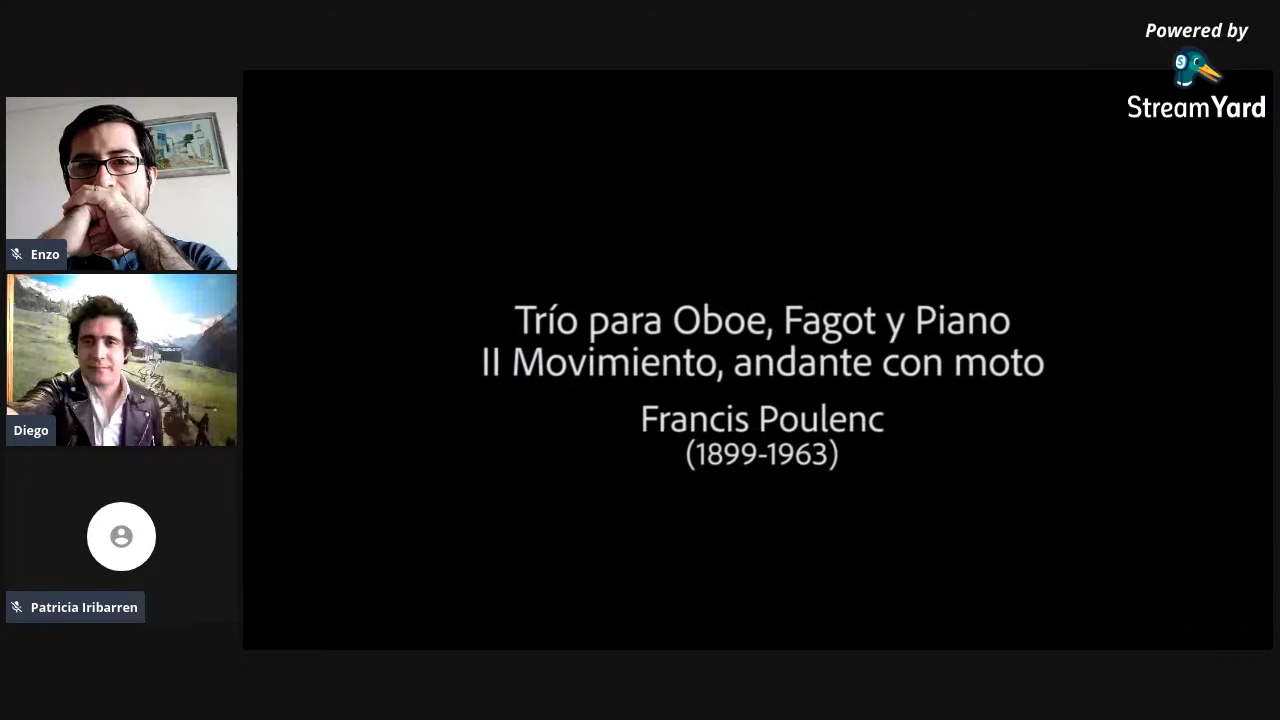 Powered by
StreamYard
Enzo
Diego
Patricia Iribarren
Trío para Oboe, Fagot y Piano
II Movimiento, andante con moto
Francis Poulenc
(1899-1963)